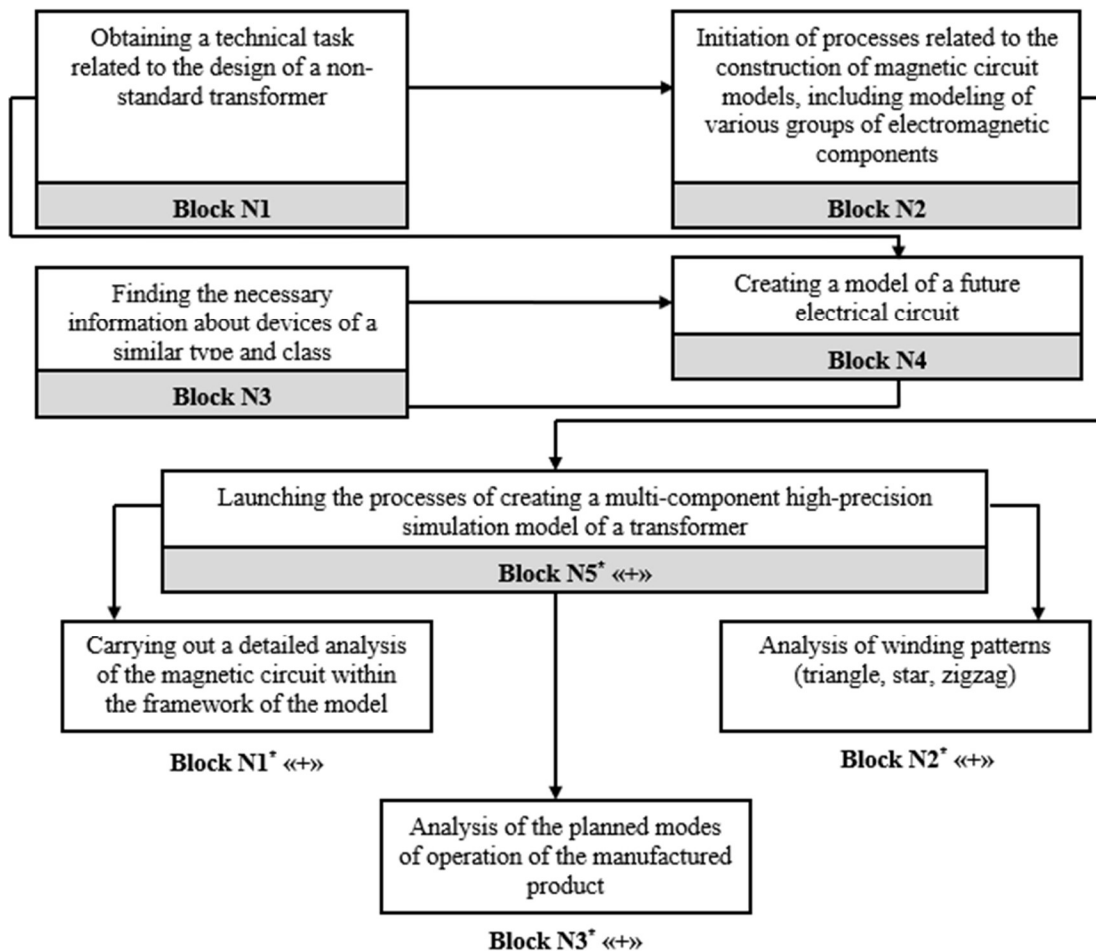 Obtaining a technical task
related to the design of a non-
standard transformer
Block N1
Initiation of processes related to the
construction of magnetic circuit
models, including modeling of
various groups of electromagnetic
components
Block N2
Finding the necessary
information about devices of a
similar type and class
Block N3
Creating a model of a future
electrical circuit
Block N4
Launching the processes of creating a multi-component high-precision
simulation model of a transformer
Block N5* «+»
Carrying out a detailed analysis
of the magnetic circuit within
the framework of the model
Block N1* «+»
Analysis of winding patterns
(triangle, star, zigzag)
Block N2* «+»
Analysis of the planned modes
of operation of the manufactured
product
Block N3* «+»